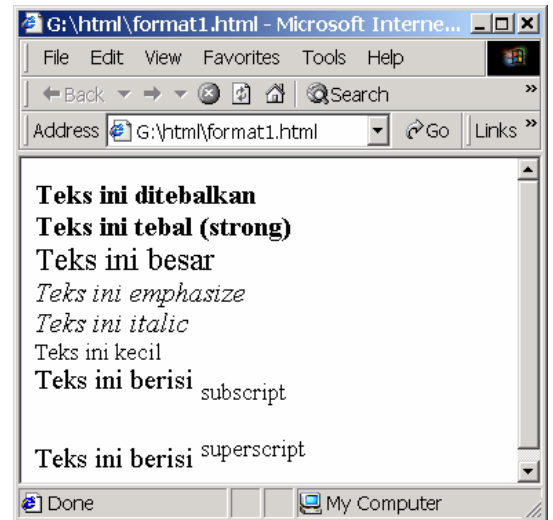 G:\html\format1.html - Microsoft Interne...
File Edit View Favorites Tools Help
Back Search »
Address G:\html\format1.html Go Links »
Teks ini ditebalkan
Teks ini tebal (strong)
Teks ini besar
Teks ini emphasize
Teks ini italic
Teks ini kecil
Teks ini berisi subscript
Teks ini berisi superscript
Done My Computer